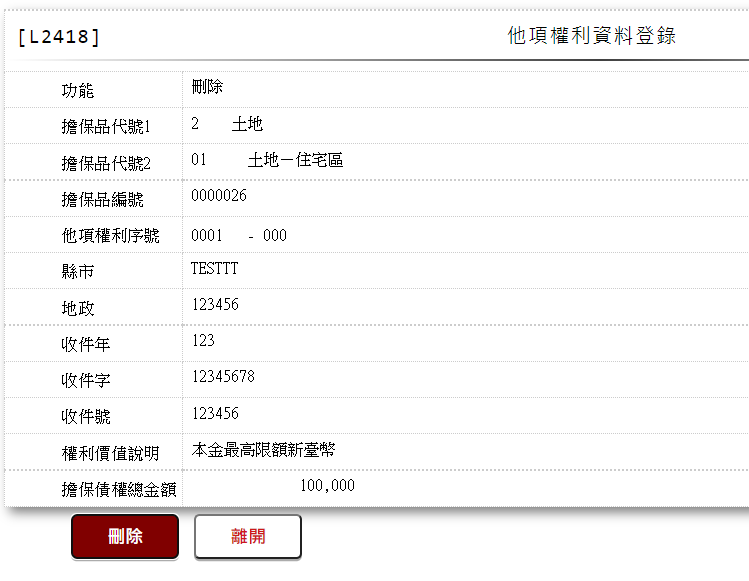 [L2418] 他項權利資料登錄
功能 刪除
擔保品代號1 2 土地
擔保品代號2 01 土地－住宅區
擔保品編號 0000026
他項權利序號 0001 - 000
縣市 TESTTT
地政 123456
收件年 123
收件字 12345678
收件號 123456
權利價值說明 本金最高限額新臺幣
擔保債權總金額 100,000
刪除 離開